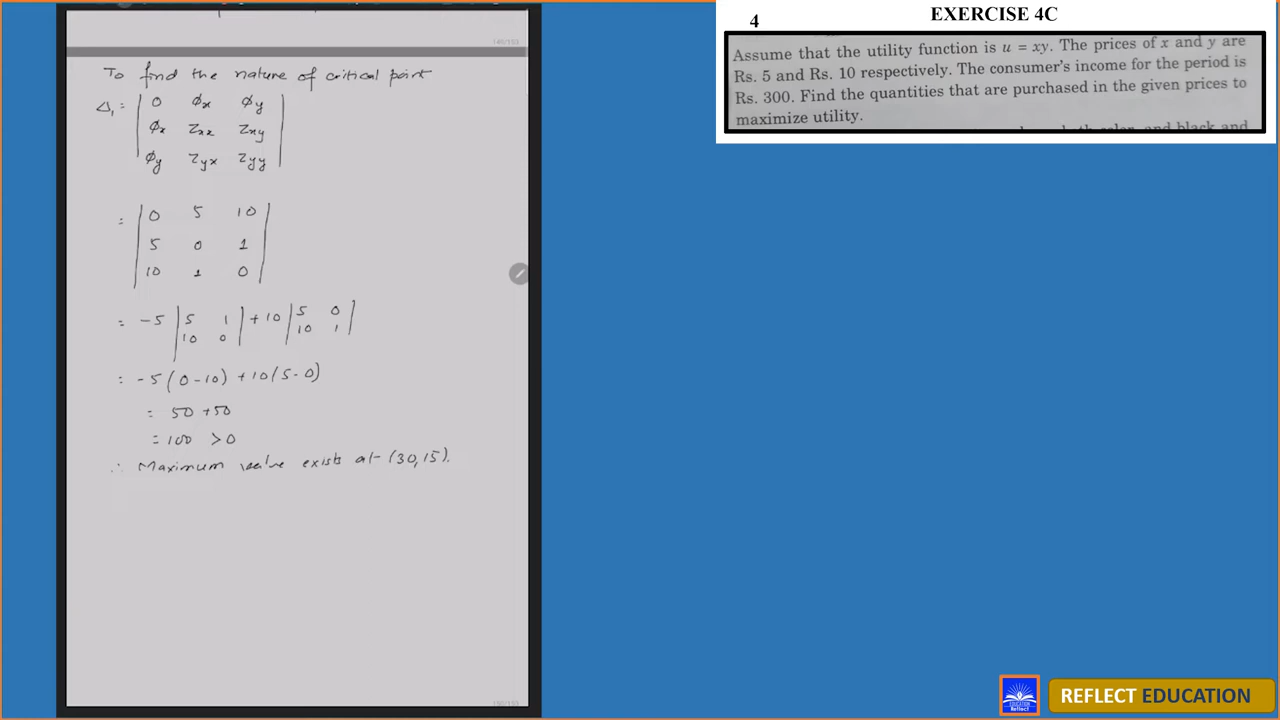 149/153
To find the nature of critical point
Δ₁ = | 0 φx φy |
| φx Zxx Zxy |
| φy Zyx Zyy |
= | 0 5 10 |
| 5 0 1 |
| 10 1 0 |
= -5 | 5 1 | + 10 | 5 0 |
| 10 0 | | 10 1 |
= -5(0-10) + 10(5-0)
= 50 + 50
= 100 > 0
∴ Maximum value exists at (30,15).
150/153
4
EXERCISE 4C
Assume that the utility function is u = xy. The prices of x and y are
Rs. 5 and Rs. 10 respectively. The consumer's income for the period is
Rs. 300. Find the quantities that are purchased in the given prices to
maximize utility.
REFLECT EDUCATION